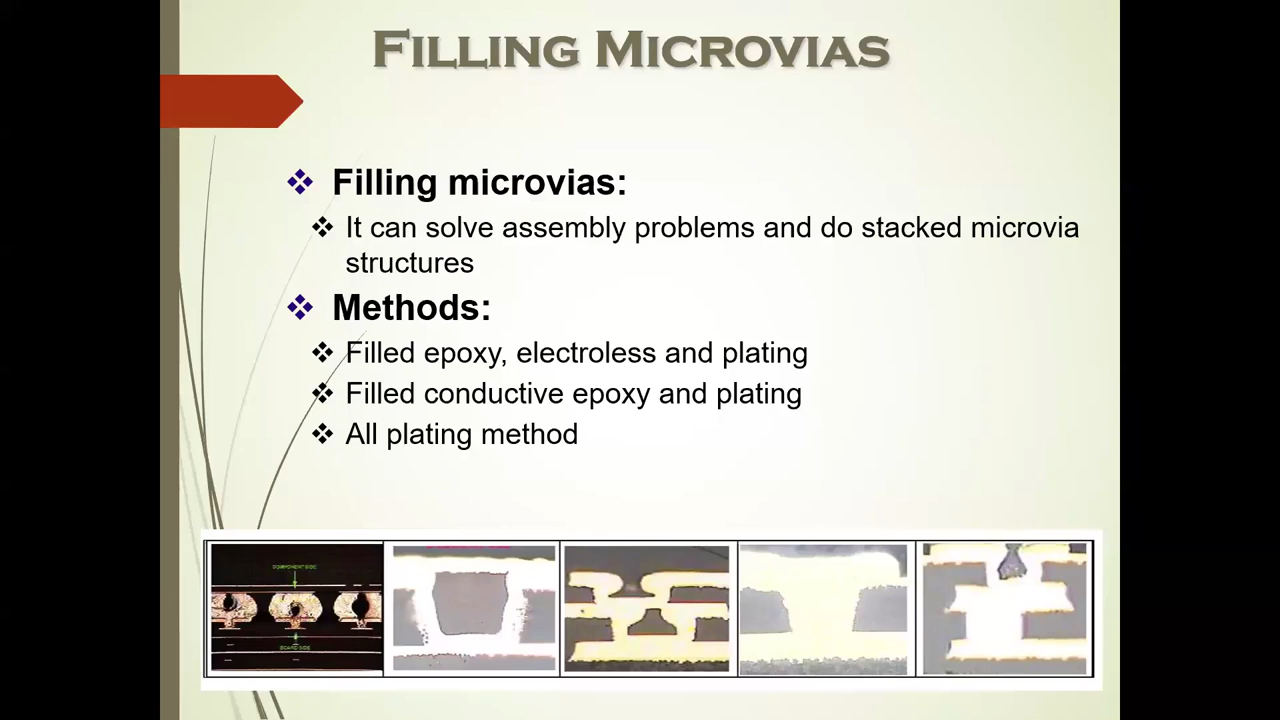 Filling Microvias
Filling microvias:
It can solve assembly problems and do stacked microvia
structures
Methods:
Filled epoxy, electroless and plating
Filled conductive epoxy and plating
All plating method
COMPONENT SIDE
BOARD SIDE